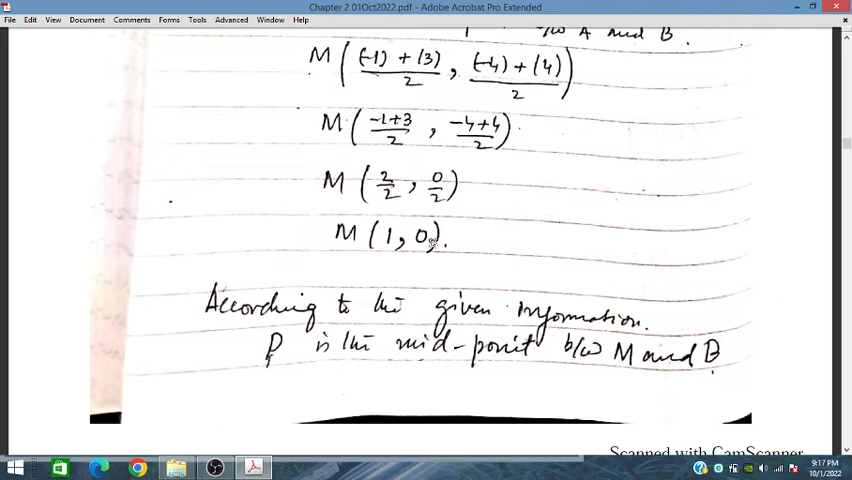 Chapter 2 01Oct2022.pdf - Adobe Acrobat Pro Extended
File Edit View Document Comments Forms Tools Advanced Window Help
b/w A and B.
M ( (-1) + (3) / 2 , (-4) + (4) / 2 )
M ( -1+3 / 2 , -4+4 / 2 )
M ( 2/2 , 0/2 )
M (1, 0).
According to the given information.
P is the mid-point b/w M and B
Scanned with CamScanner
9:17 PM
10/1/2022